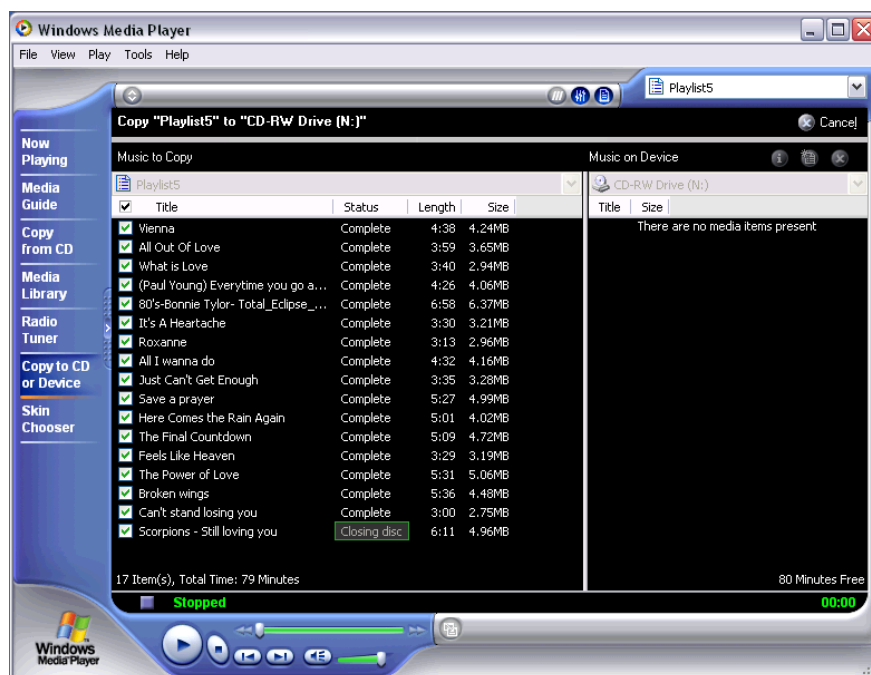 Windows Media Player
File View Play Tools Help
Playlist5
Copy "Playlist5" to "CD-RW Drive (N:)"
Cancel
Now
Playing
Media
Guide
Copy
from CD
Media
Library
Radio
Tuner
Copy to CD
or Device
Skin
Chooser
Music to Copy
Music on Device
Playlist5
CD-RW Drive (N:)
Title Status Length Size
Title Size
There are no media items present
Vienna Complete 4:38 4.24MB
All Out Of Love Complete 3:59 3.65MB
What is Love Complete 3:40 2.94MB
(Paul Young) Everytime you go a... Complete 4:26 4.06MB
80's-Bonnie Tylor- Total_Eclipse_... Complete 6:58 6.37MB
It's A Heartache Complete 3:30 3.21MB
Roxanne Complete 3:13 2.96MB
All I wanna do Complete 4:32 4.16MB
Just Can't Get Enough Complete 3:35 3.28MB
Save a prayer Complete 5:27 4.99MB
Here Comes the Rain Again Complete 5:01 4.02MB
The Final Countdown Complete 5:09 4.72MB
Feels Like Heaven Complete 3:29 3.19MB
The Power of Love Complete 5:31 5.06MB
Broken wings Complete 5:36 4.48MB
Can't stand losing you Complete 3:00 2.75MB
Scorpions - Still loving you Closing disc 6:11 4.96MB
17 Item(s), Total Time: 79 Minutes
80 Minutes Free
Stopped
00:00
Windows
Media Player